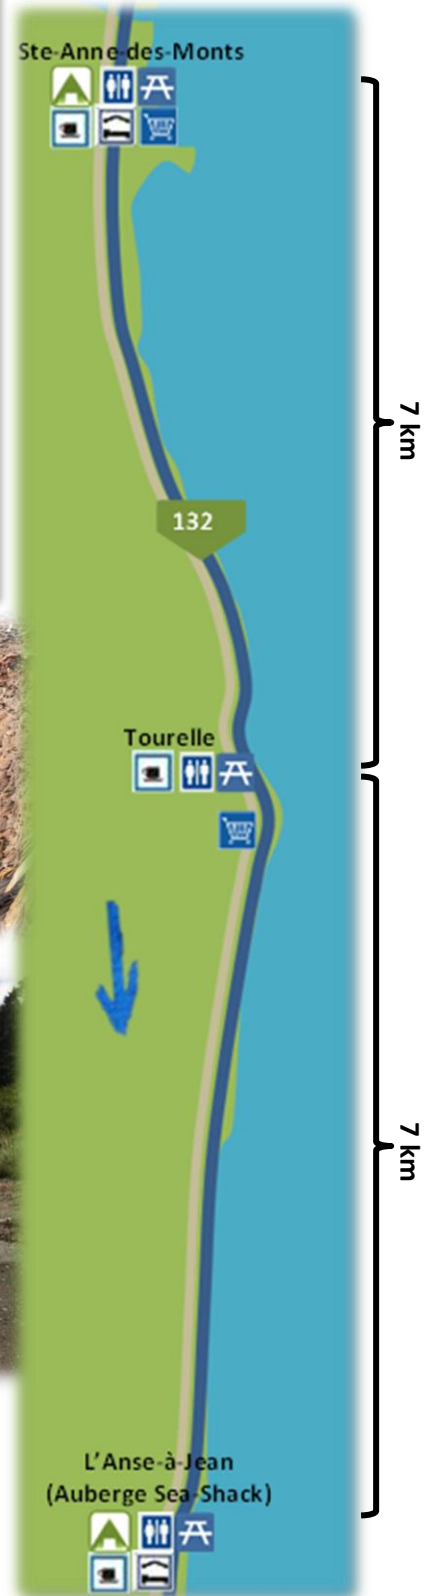 Ste-Anne-des-Monts
7 km
132
Tourelle
7 km
L'Anse-à-Jean
(Auberge Sea-Shack)